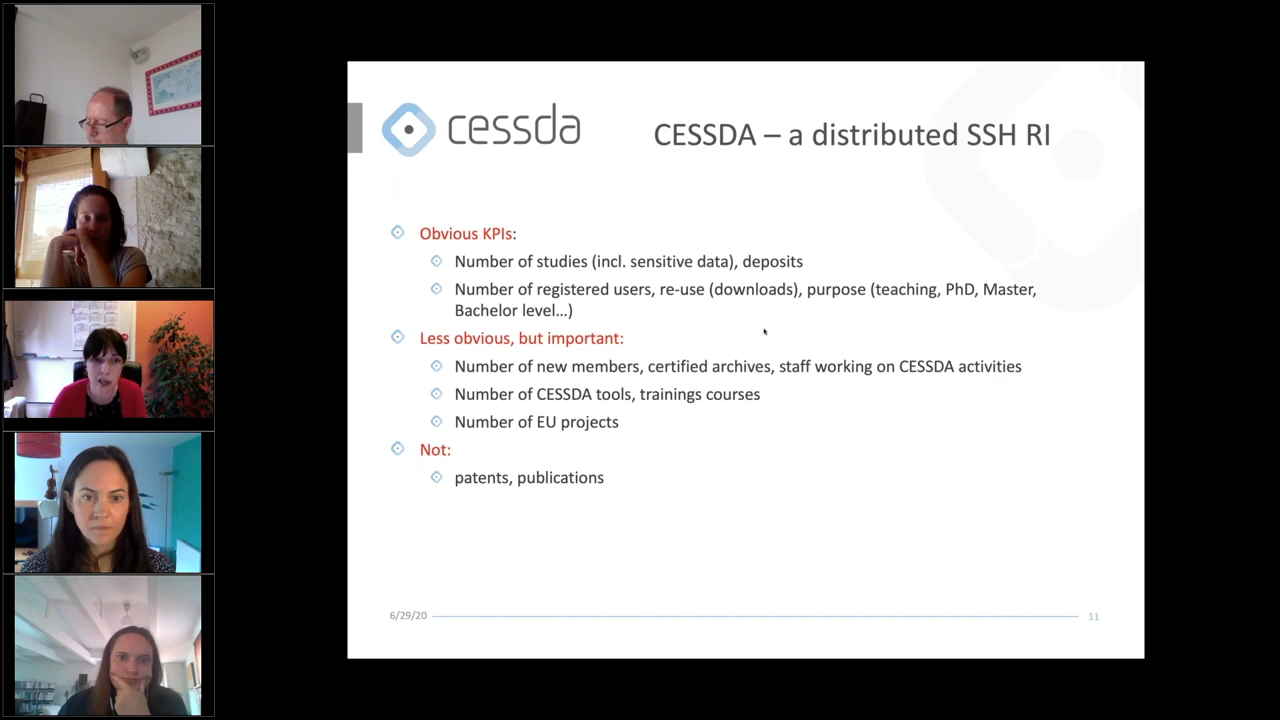 cessda
CESSDA – a distributed SSH RI
Obvious KPIs:
Number of studies (incl. sensitive data), deposits
Number of registered users, re-use (downloads), purpose (teaching, PhD, Master,
Bachelor level…)
Less obvious, but important:
Number of new members, certified archives, staff working on CESSDA activities
Number of CESSDA tools, trainings courses
Number of EU projects
Not:
patents, publications
6/29/20
11